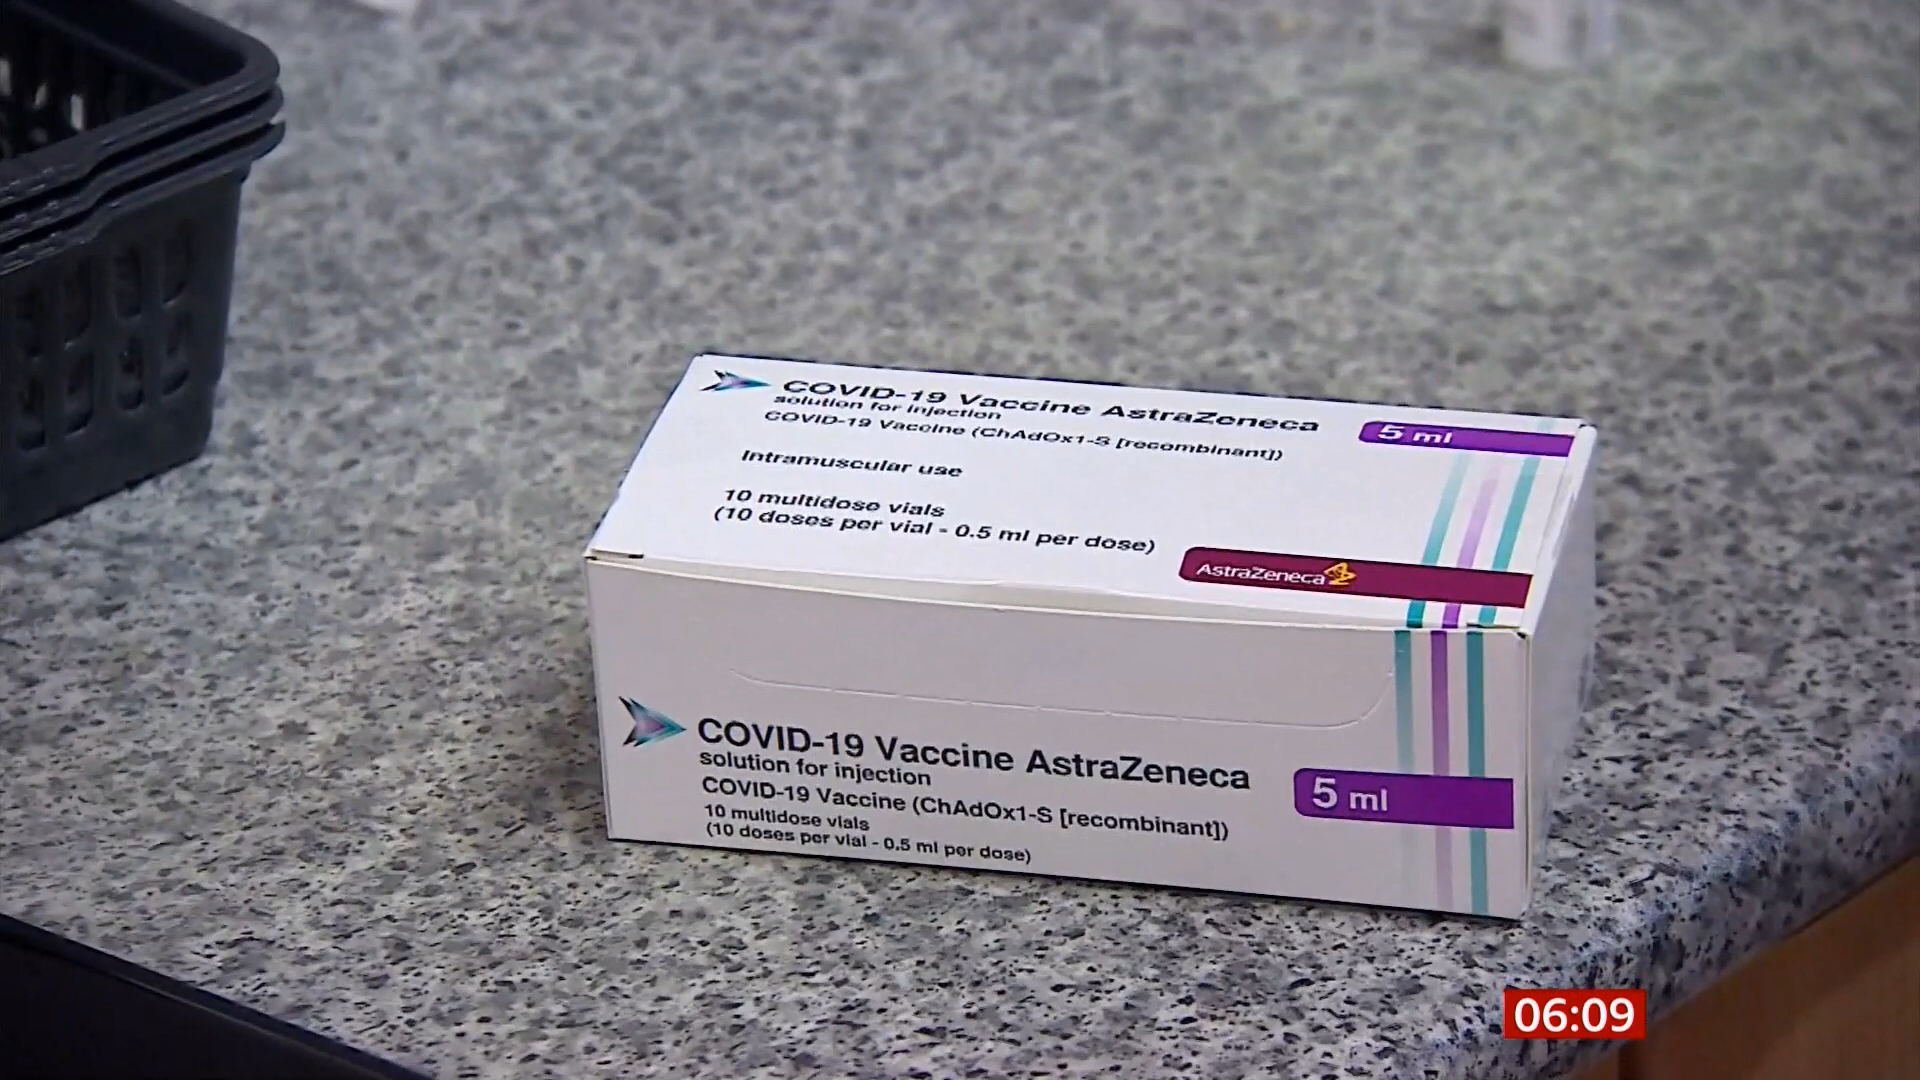 COVID-19 Vaccine AstraZeneca
solution for injection
COVID-19 Vaccine (ChAdOx1-S [recombinant])
5 ml
Intramuscular use
10 multidose vials
(10 doses per vial - 0.5 ml per dose)
AstraZeneca
COVID-19 Vaccine AstraZeneca
solution for injection
COVID-19 Vaccine (ChAdOx1-S [recombinant])
10 multidose vials
(10 doses per vial - 0.5 ml per dose)
5 ml
06:09